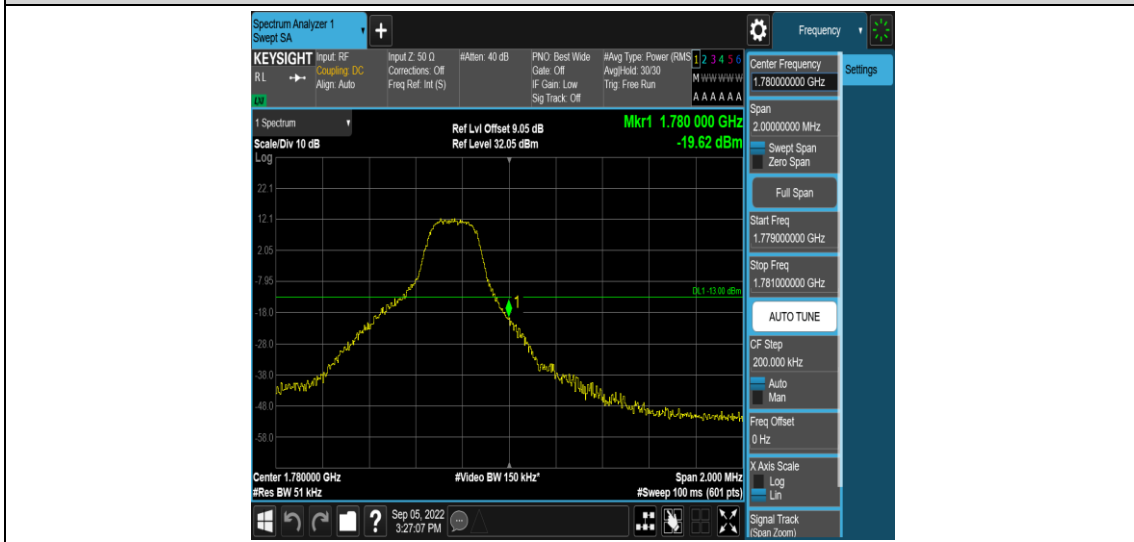 Spectrum Analyzer 1
Swept SA
Frequency
KEYSIGHT
RL
LXI
Input: RF
Coupling: DC
Align: Auto
Input Z: 50 Ω
Corrections: Off
Freq Ref: Int (S)
#Atten: 40 dB
PNO: Best Wide
Gate: Off
IF Gain: Low
Sig Track: Off
#Avg Type: Power (RMS
Avg|Hold: 30/30
Trig: Free Run
1 2 3 4 5 6
M W W W W W
A A A A A A
1 Spectrum
Scale/Div 10 dB
Log
Ref Lvl Offset 9.05 dB
Ref Level 32.05 dBm
Mkr1 1.780 000 GHz
-19.62 dBm
22.1
12.1
2.05
-7.95
-18.0
-28.0
-38.0
-48.0
-58.0
DL1 -13.00 dBm
1
Center 1.780000 GHz
#Res BW 51 kHz
#Video BW 150 kHz*
Span 2.000 MHz
#Sweep 100 ms (601 pts)
Sep 05, 2022
3:27:07 PM
Center Frequency
1.78000000 GHz
Settings
Span
2.00000000 MHz
Swept Span
Zero Span
Full Span
Start Freq
1.779000000 GHz
Stop Freq
1.781000000 GHz
AUTO TUNE
CF Step
200.000 kHz
Auto
Man
Freq Offset
0 Hz
X Axis Scale
Log
Lin
Signal Track
(Span Zoom)